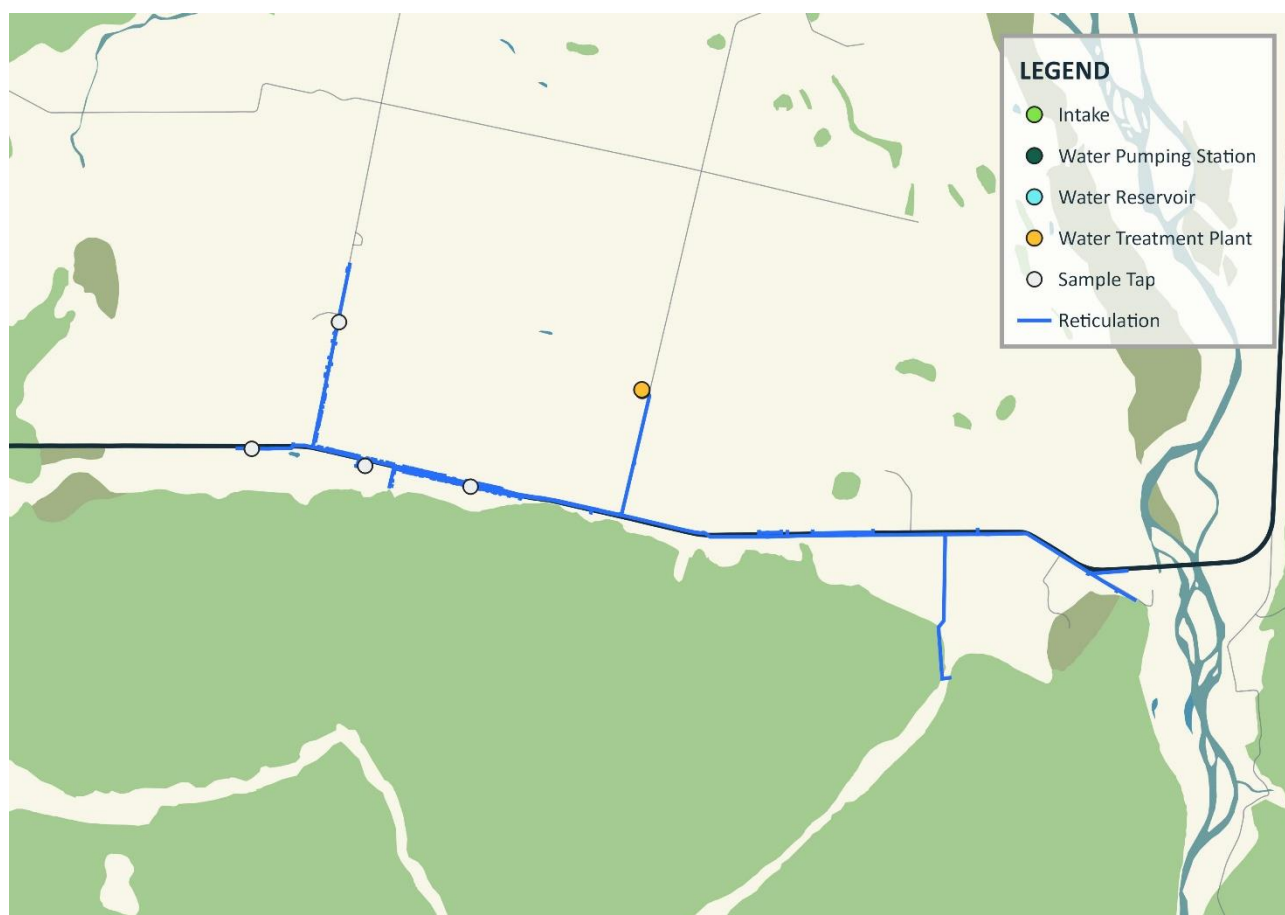 LEGEND
Intake
Water Pumping Station
Water Reservoir
Water Treatment Plant
Sample Tap
Reticulation